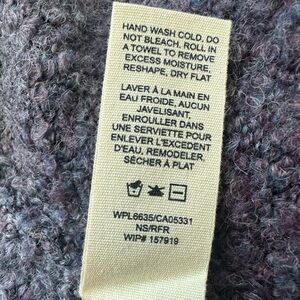 HAND WASH COLD, DO
NOT BLEACH. ROLL IN
A TOWEL TO REMOVE
EXCESS MOISTURE,
RESHAPE, DRY FLAT
LAVER À LA MAIN EN
EAU FROIDE, AUCUN
JAVELISANT,
ENROULER DANS
UNE SERVIETTE POUR
ENLEVER L'EXCEDENT
D'EAU, REMODELER,
SÉCHER À PLAT
WPL6635/CA05331
NS/RFR
WIP# 157919